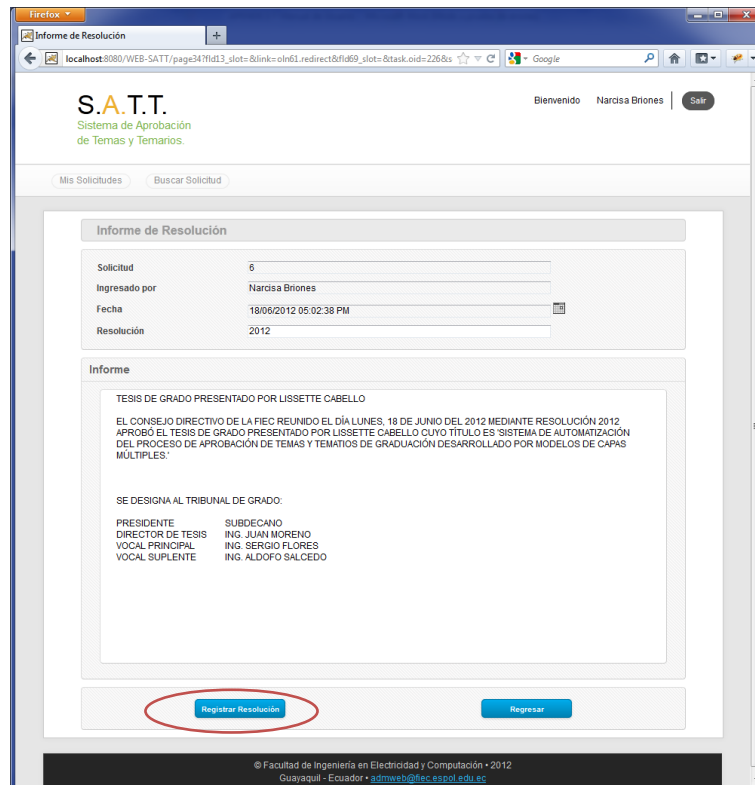 Firefox
Informe de Resolución
localhost:8080/WEB-SATT/page34?fld13_slot=&link=oln61.redirect&fld69_slot=&task.oid=226&s
Google
S.A.T.T.
Sistema de Aprobación
de Temas y Temarios.
Bienvenido Narcisa Briones Salir
Mis Solicitudes Buscar Solicitud
Informe de Resolución
Solicitud 6
Ingresado por Narcisa Briones
Fecha 18/06/2012 05:02:38 PM
Resolución 2012
Informe
TESIS DE GRADO PRESENTADO POR LISSETTE CABELLO
EL CONSEJO DIRECTIVO DE LA FIEC REUNIDO EL DÍA LUNES, 18 DE JUNIO DEL 2012 MEDIANTE RESOLUCIÓN 2012
APROBÓ EL TESIS DE GRADO PRESENTADO POR LISSETTE CABELLO CUYO TÍTULO ES 'SISTEMA DE AUTOMATIZACIÓN
DEL PROCESO DE APROBACIÓN DE TEMAS Y TEMATIOS DE GRADUACIÓN DESARROLLADO POR MODELOS DE CAPAS
MÚLTIPLES.'
SE DESIGNA AL TRIBUNAL DE GRADO:
PRESIDENTE SUBDECANO
DIRECTOR DE TESIS ING. JUAN MORENO
VOCAL PRINCIPAL ING. SERGIO FLORES
VOCAL SUPLENTE ING. ALDOFO SALCEDO
Registrar Resolución Regresar
© Facultad de Ingeniería en Electricidad y Computación • 2012
Guayaquil - Ecuador • admweb@fiec.espol.edu.ec